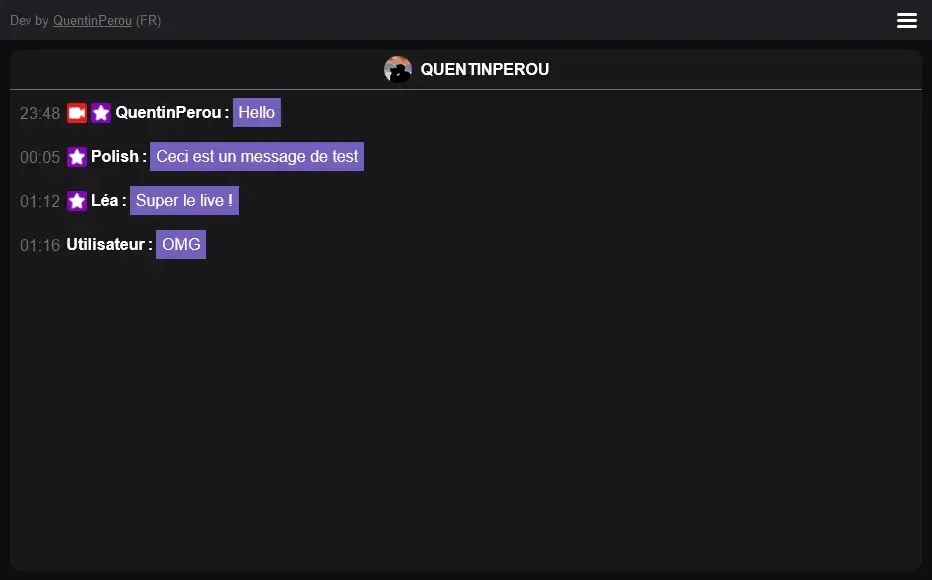 Dev by QuentinPerou (FR)
QUENTINPEROU
23:48 QuentinPerou : Hello
00:05 Polish : Ceci est un message de test
01:12 Léa : Super le live !
01:16 Utilisateur : OMG